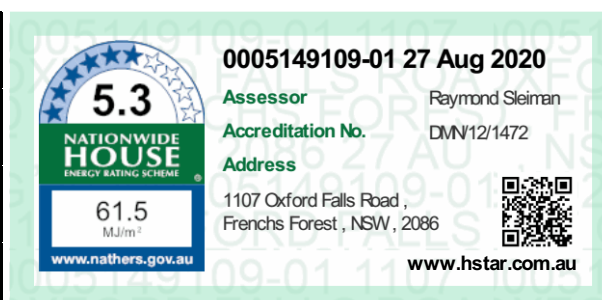 0005149109-01 27 Aug 2020
5.3
NATIONWIDE
HOUSE
ENERGY RATING SCHEME
®
61.5
MJ/m²
www.nathers.gov.au
Assessor Raymond Sleiman
Accreditation No. DMN/12/1472
Address
1107 Oxford Falls Road ,
Frenchs Forest , NSW , 2086
www.hstar.com.au